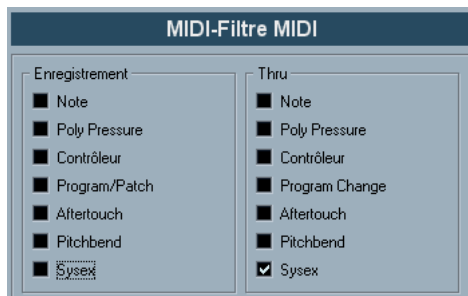 MIDI-Filtre MIDI
Enregistrement
Note
Poly Pressure
Contrôleur
Program/Patch
Aftertouch
Pitchbend
Sysex
Thru
Note
Poly Pressure
Contrôleur
Program Change
Aftertouch
Pitchbend
Sysex